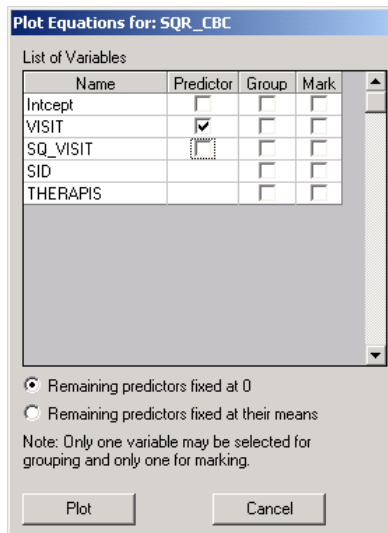 Plot Equations for: SQR_CBC
List of Variables
Name Predictor Group Mark
Intcept
VISIT
SQ_VISIT
SID
THERAPIS
Remaining predictors fixed at 0
Remaining predictors fixed at their means
Note: Only one variable may be selected for
grouping and only one for marking.
Plot Cancel